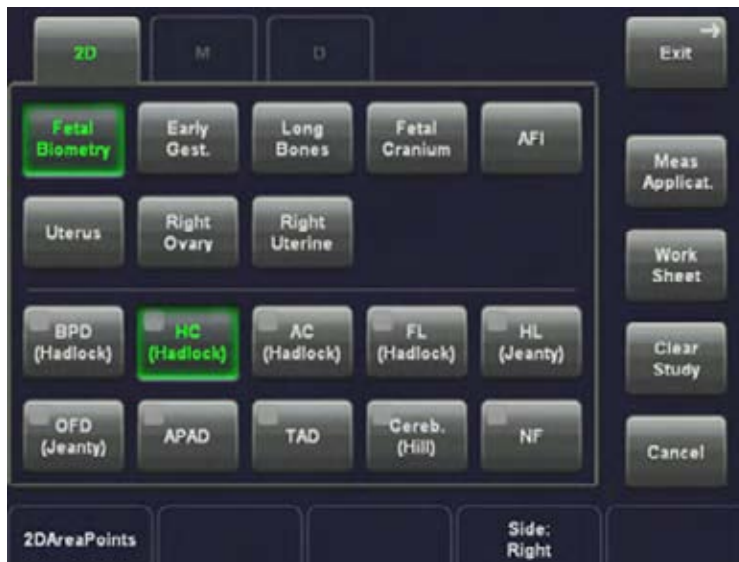 2D
M
D
Exit
Fetal
Biometry
Early
Gest.
Long
Bones
Fetal
Cranium
AFI
Meas
Applicat.
Uterus
Right
Ovary
Right
Uterine
Work
Sheet
BPD
(Hadlock)
HC
(Hadlock)
AC
(Hadlock)
FL
(Hadlock)
HL
(Jeanty)
Clear
Study
OFD
(Jeanty)
APAD
TAD
Cereb.
(Hill)
NF
Cancel
2DAreaPoints
Side:
Right